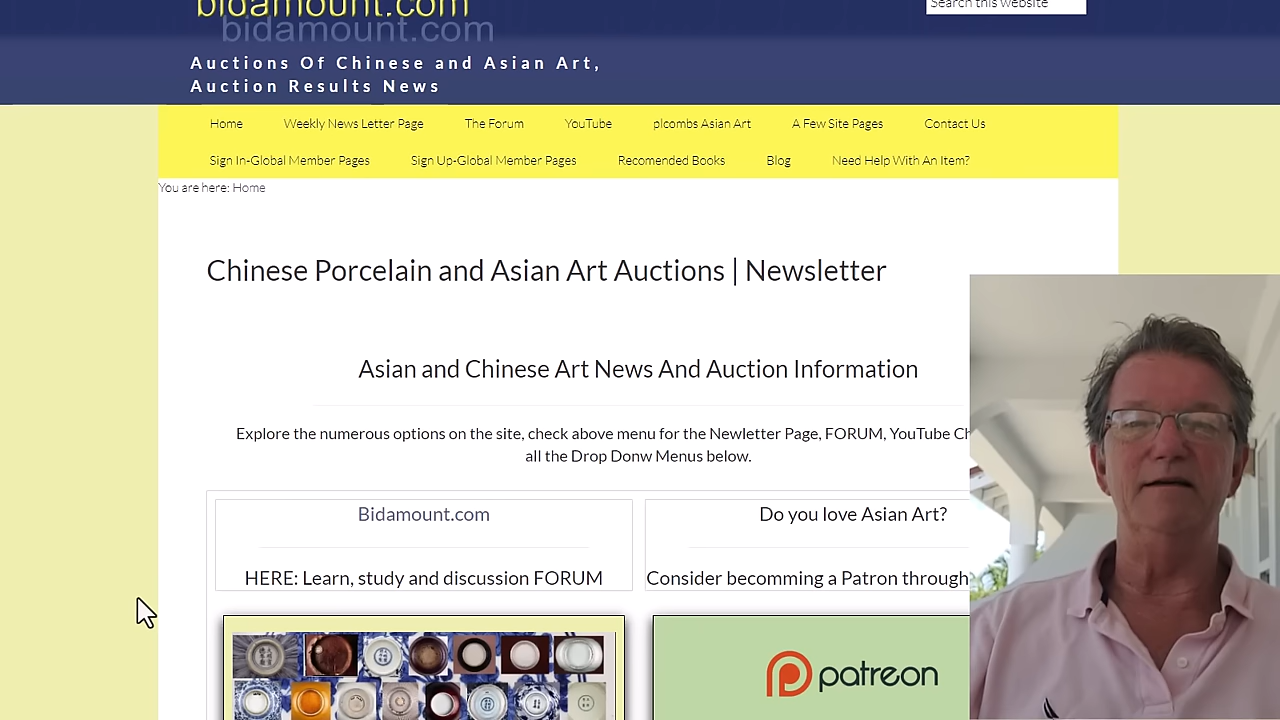 bidamount.com
bidamount.com
Search this website
Auctions Of Chinese and Asian Art,
Auction Results News
Home Weekly News Letter Page The Forum YouTube plcombs Asian Art A Few Site Pages Contact Us
Sign In-Global Member Pages Sign Up-Global Member Pages Recomended Books Blog Need Help With An Item?
You are here: Home
Chinese Porcelain and Asian Art Auctions | Newsletter
Asian and Chinese Art News And Auction Information
Explore the numerous options on the site, check above menu for the Newletter Page, FORUM, YouTube
all the Drop Donw Menus below.
Bidamount.com
Do you love Asian Art?
HERE: Learn, study and discussion FORUM
Consider becomming a Patron through
patreon